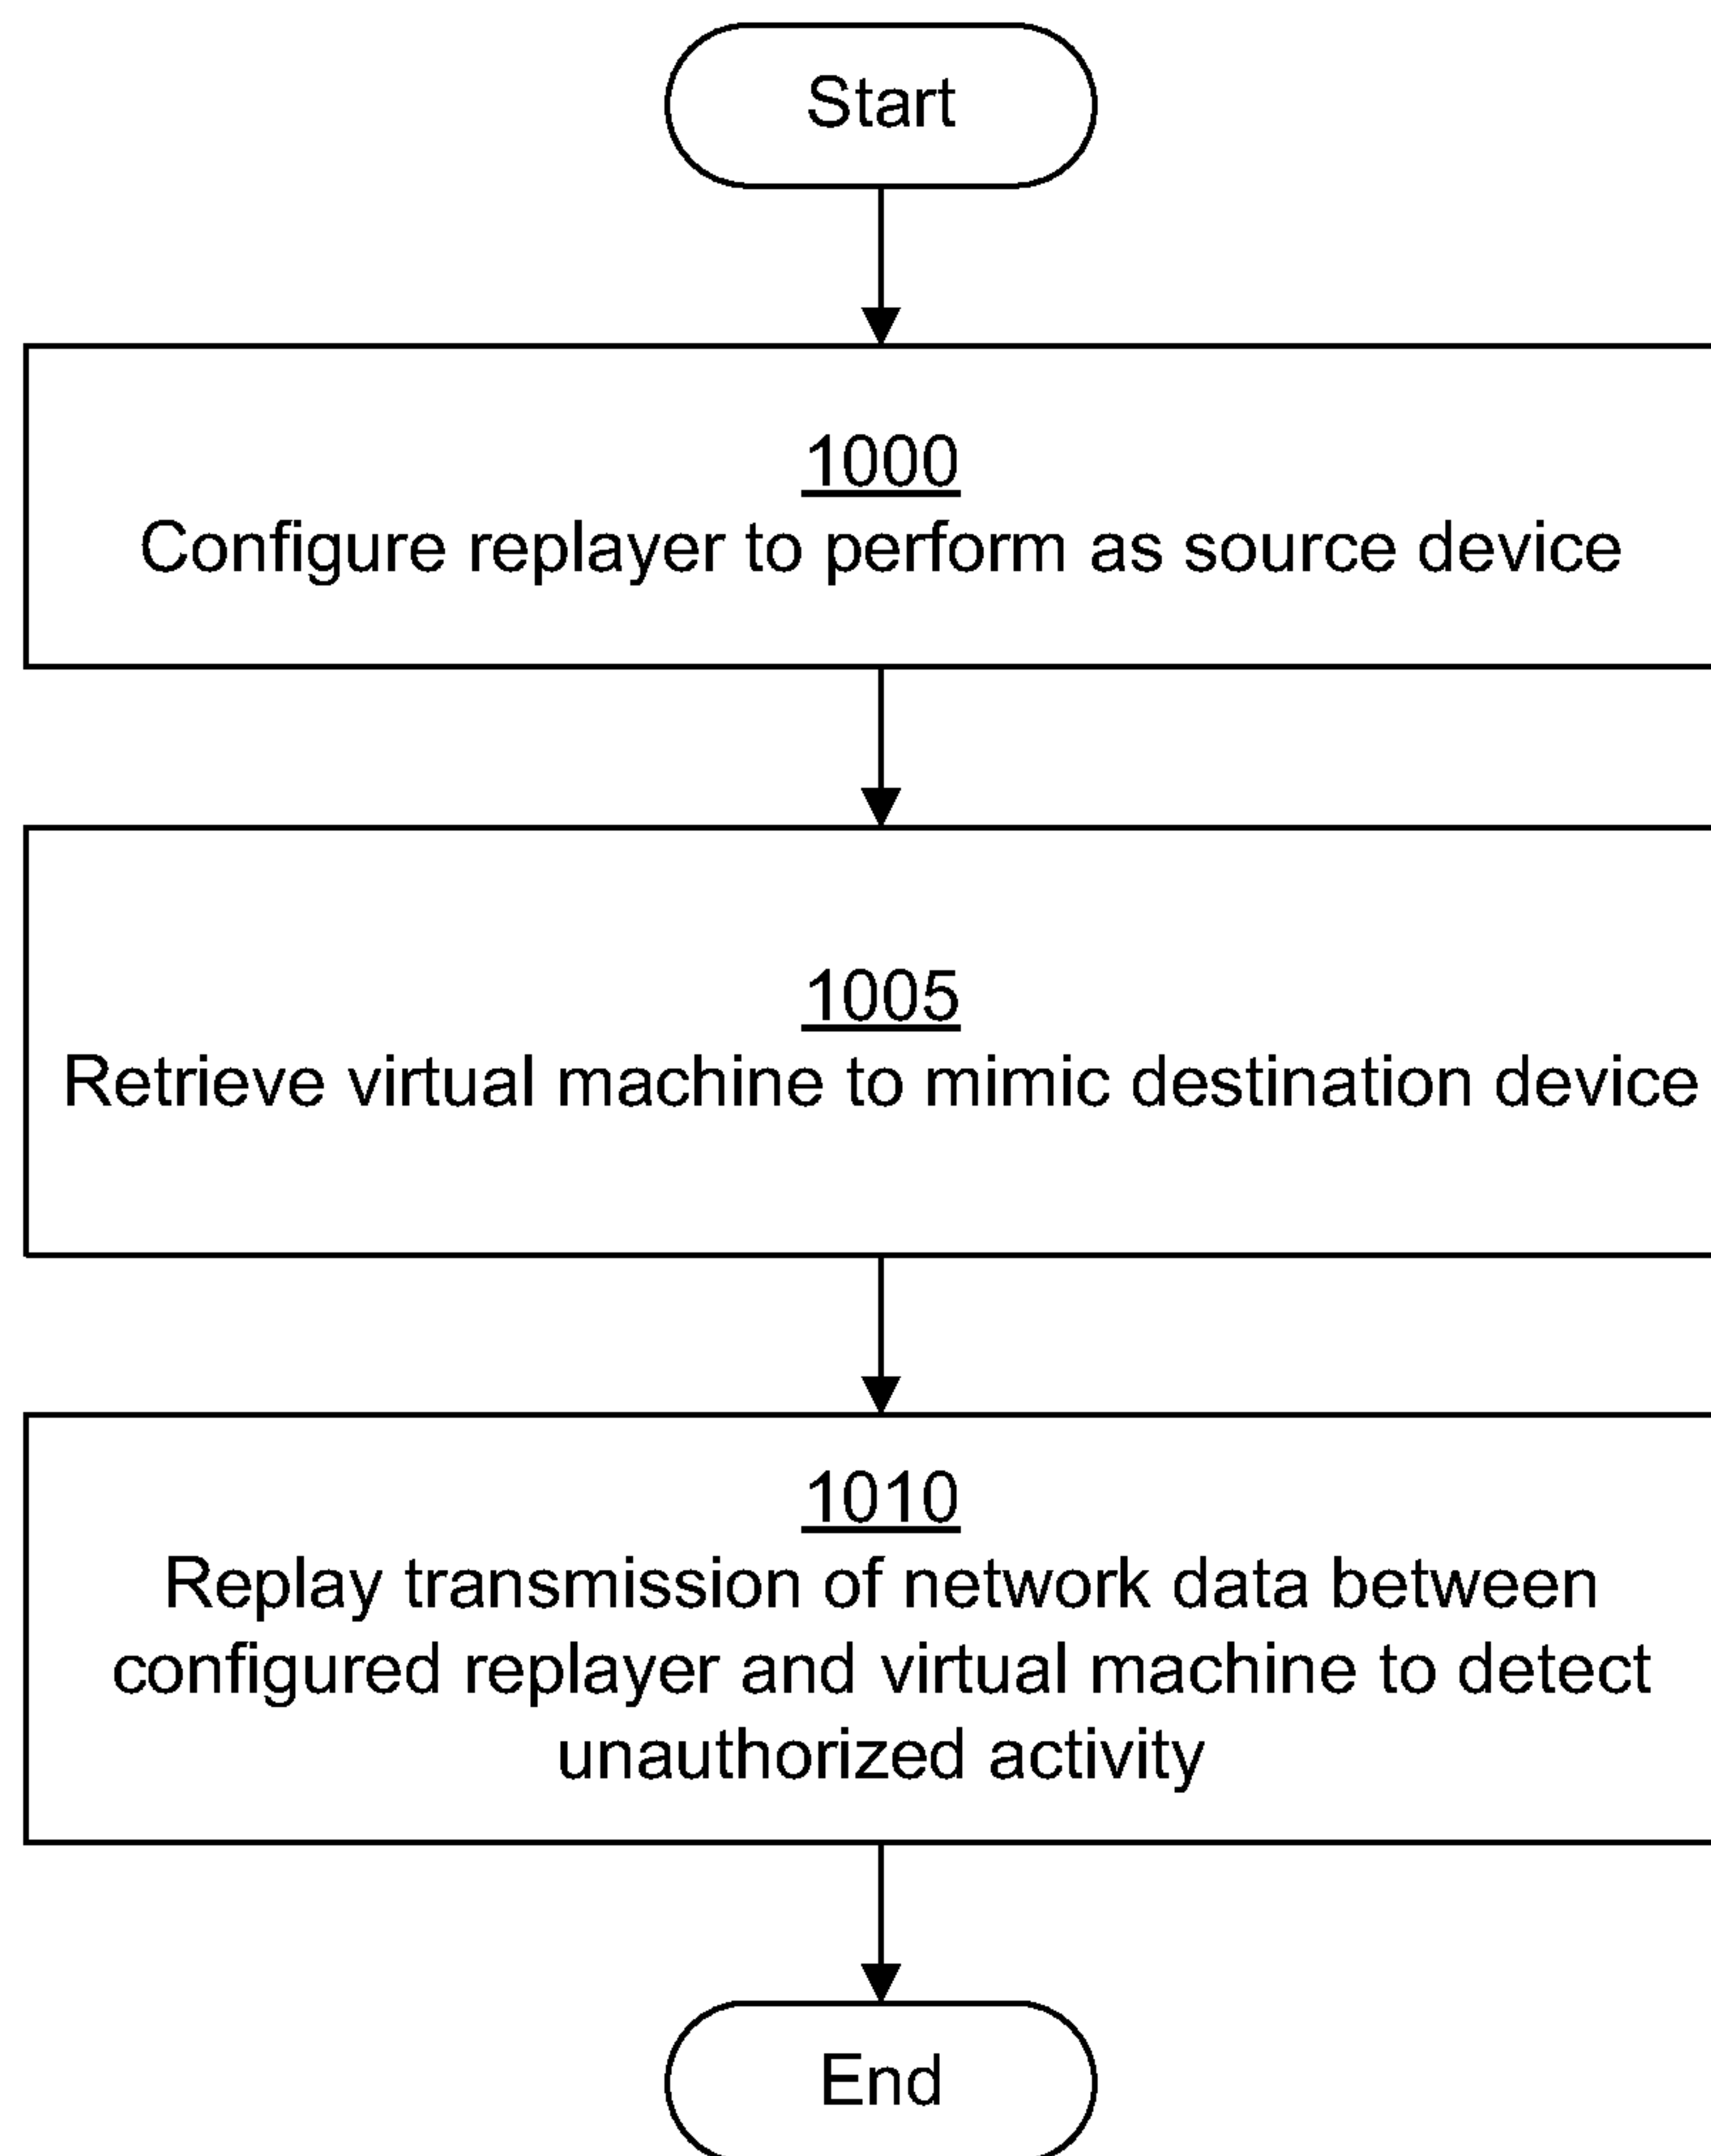 Start
1000
Configure replayer to perform as source device
1005
Retrieve virtual machine to mimic destination device
1010
Replay transmission of network data between
configured replayer and virtual machine to detect
unauthorized activity
End